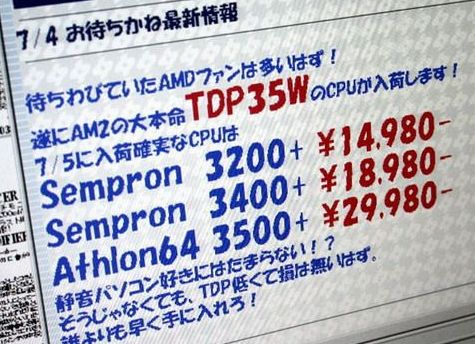 7/4 お待ちかね最新情報
待ちわびていたAMDファンは多いはず！
遂にAM2の大本命TDP35WのCPUが入荷します！
7/5に入荷確実なCPUは
Sempron 3200+ ¥14,980-
Sempron 3400+ ¥18,980-
Athlon64 3500+ ¥29,980-
静音パソコン好きにはたまらない！？
そうじゃなくても、TDP低くて損は無いはず。
誰よりも早く手に入れろ！